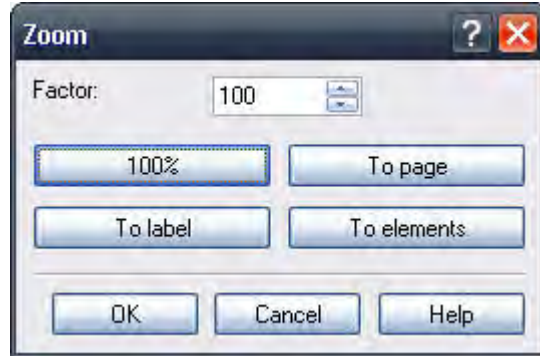 Zoom ?
Factor: 100
100% To page
To label To elements
OK Cancel Help